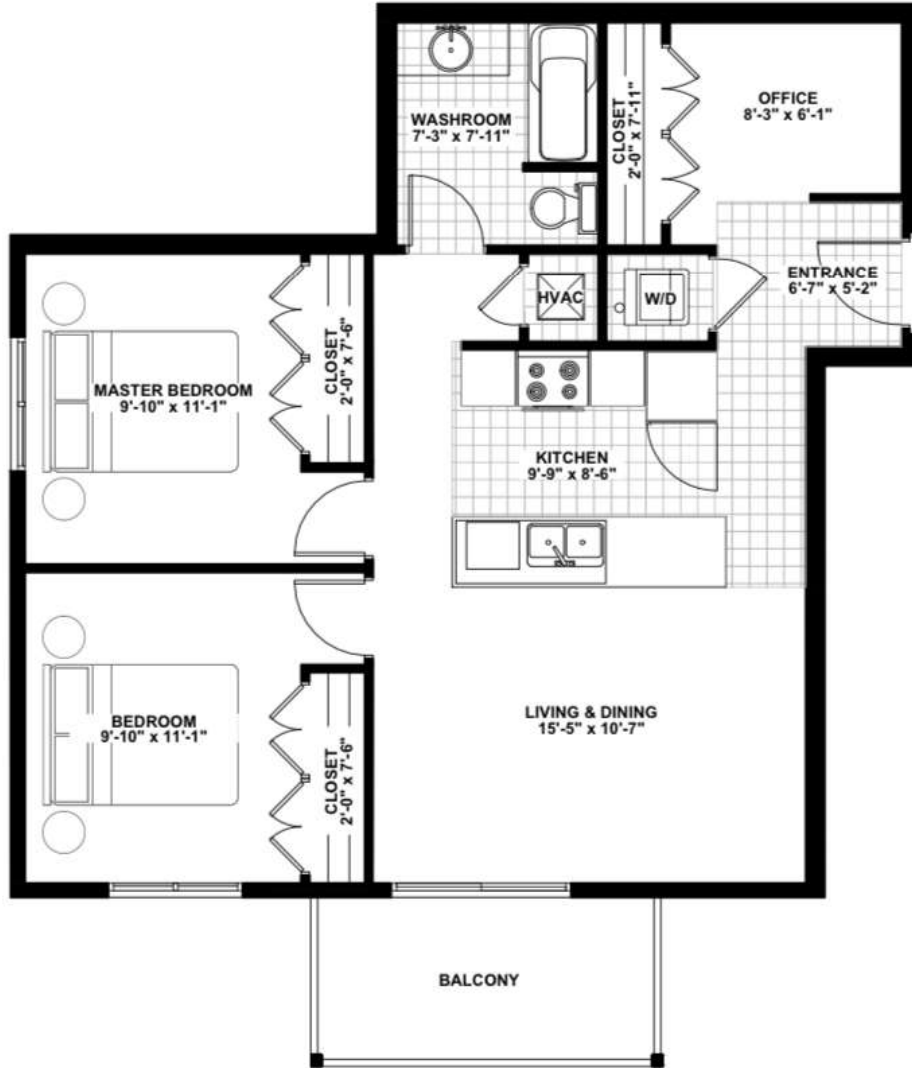 WASHROOM
7'-3" x 7'-11"
CLOSET
2'-0" x 7'-11"
OFFICE
8'-3" x 6'-1"
ENTRANCE
6'-7" x 5'-2"
HVAC
W/D
MASTER BEDROOM
9'-10" x 11'-1"
CLOSET
2'-0" x 7'-6"
KITCHEN
9'-9" x 8'-6"
BEDROOM
9'-10" x 11'-1"
CLOSET
2'-0" x 7'-6"
LIVING & DINING
15'-5" x 10'-7"
BALCONY